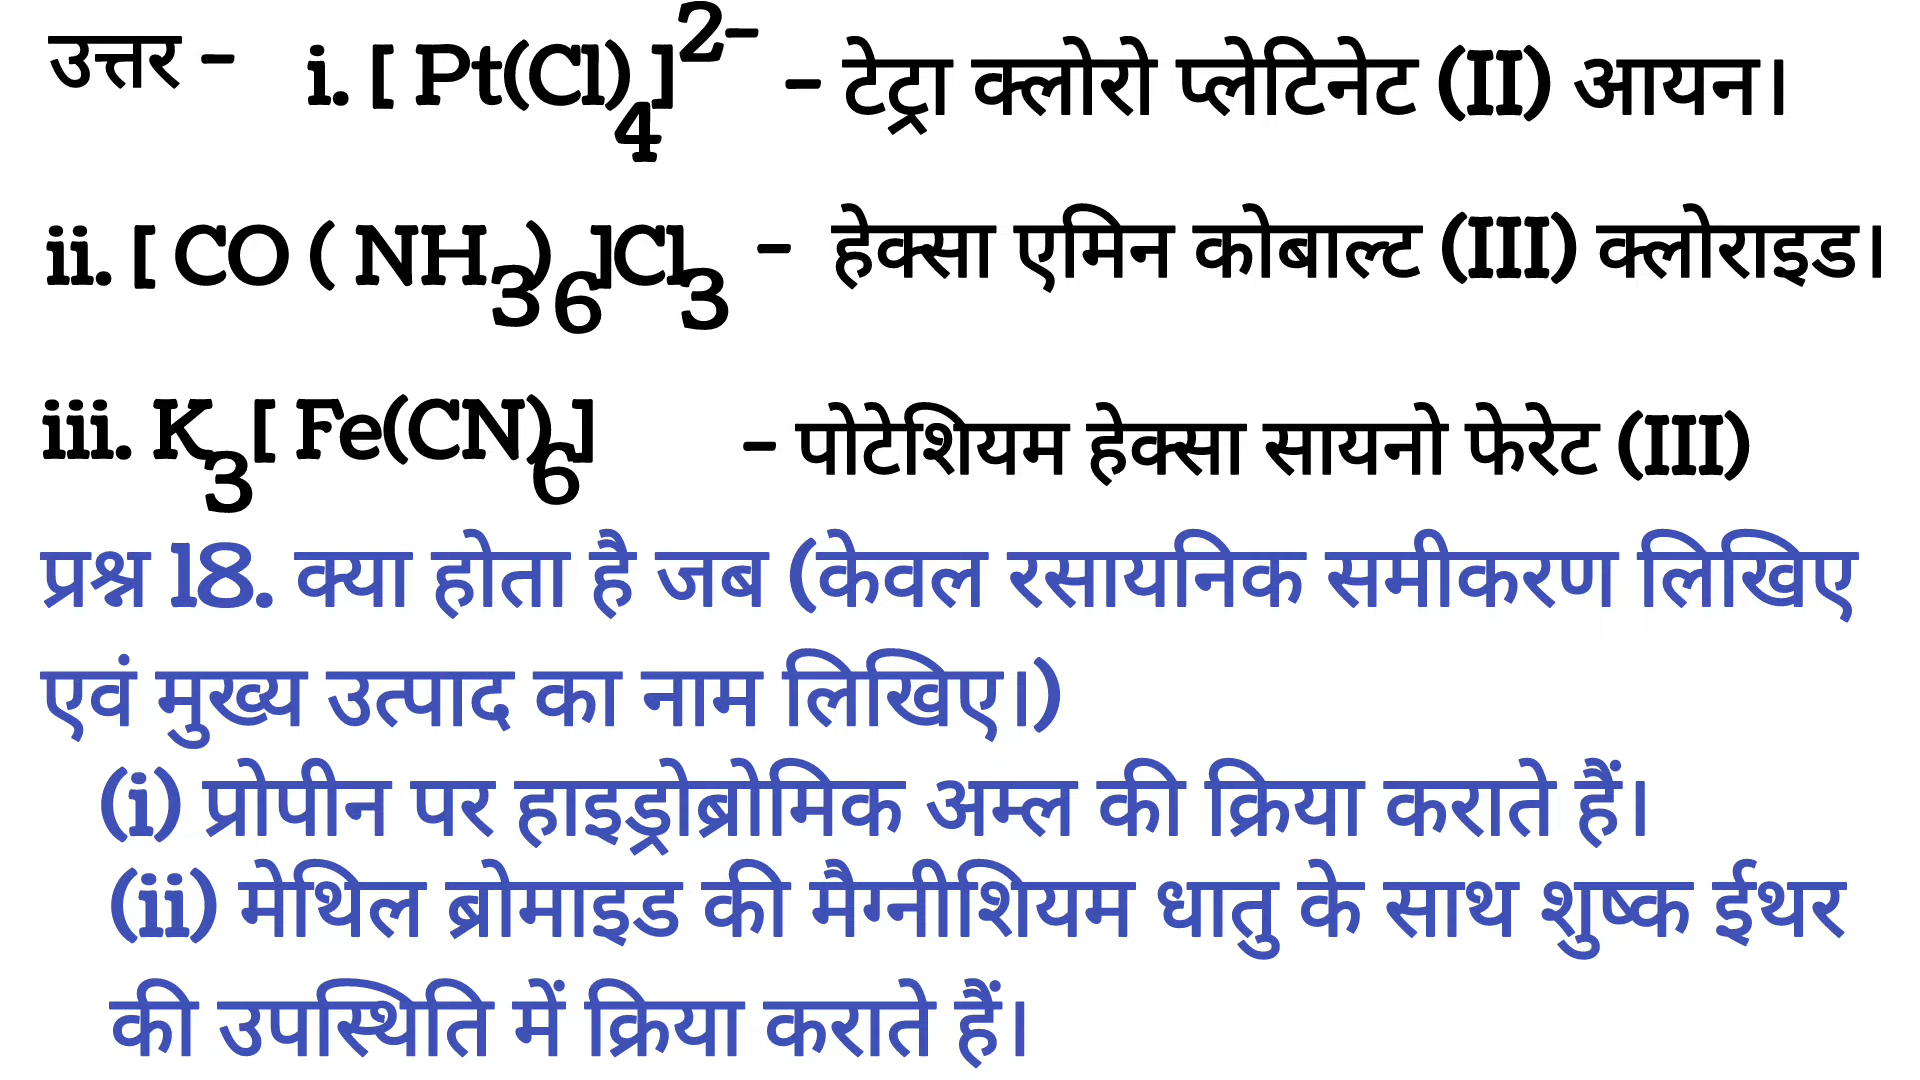 उत्तर - i. [ Pt(Cl)4]2- - टेट्रा क्लोरो प्लेटिनेट (II) आयन।
ii. [ CO ( NH3)6]Cl3 - हेक्सा एमिन कोबाल्ट (III) क्लोराइड।
iii. K3[ Fe(CN)6] - पोटेशियम हेक्सा सायनो फेरेट (III)
प्रश्न 18. क्या होता है जब (केवल रसायनिक समीकरण लिखिए
एवं मुख्य उत्पाद का नाम लिखिए।)
(i) प्रोपीन पर हाइड्रोब्रोमिक अम्ल की क्रिया कराते हैं।
(ii) मेथिल ब्रोमाइड की मैग्नीशियम धातु के साथ शुष्क ईथर
की उपस्थिति में क्रिया कराते हैं।